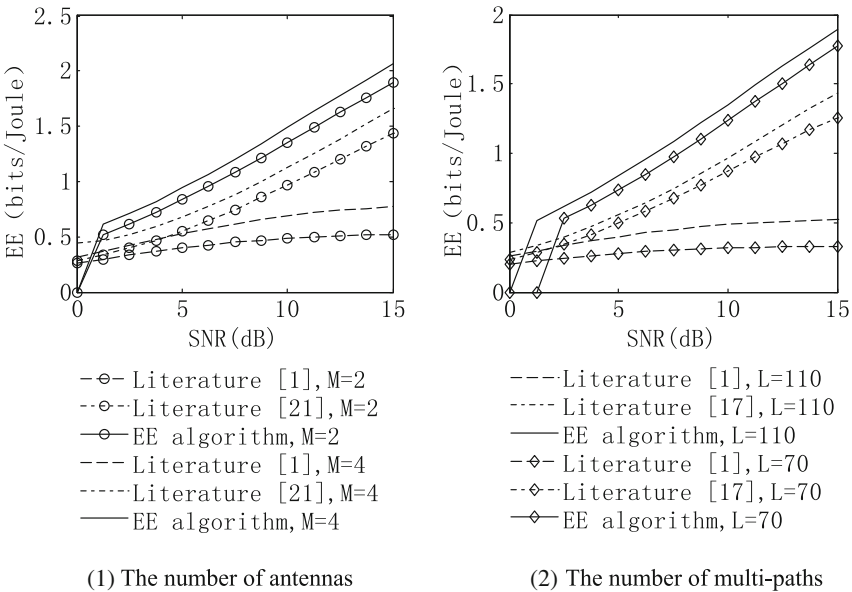 2.5
2
1.5
1
0.5
0
EE (bits/Joule)
0
5
10
15
SNR(dB)
Literature [1],M=2
Literature [21],M=2
EE algorithm,M=2
Literature [1],M=4
Literature [21],M=4
EE algorithm,M=4
(1) The number of antennas
2
1.5
1
0.5
0
EE (bits/Joule)
0
5
10
15
SNR(dB)
Literature [1],L=110
Literature [17],L=110
EE algorithm,L=110
Literature [1],L=70
Literature [17],L=70
EE algorithm,L=70
(2) The number of multi-paths